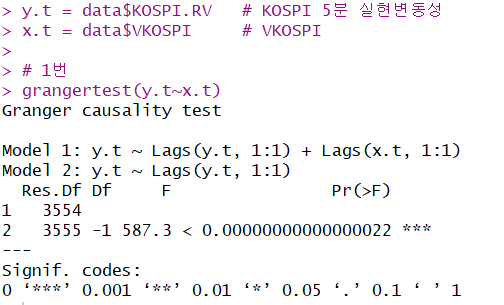 > y.t = data$KOSPI.RV   # KOSPI 5분 실현변동성
> x.t = data$VKOSPI     # VKOSPI
>
> # 1번
> grangertest(y.t~x.t)
Granger causality test

Model 1: y.t ~ Lags(y.t, 1:1) + Lags(x.t, 1:1)
Model 2: y.t ~ Lags(y.t, 1:1)
  Res.Df Df     F                Pr(>F)
1   3554
2   3555 -1 587.3 < 0.00000000000000022 ***
---
Signif. codes:
0 ‘***’ 0.001 ‘**’ 0.01 ‘*’ 0.05 ‘.’ 0.1 ‘ ’ 1